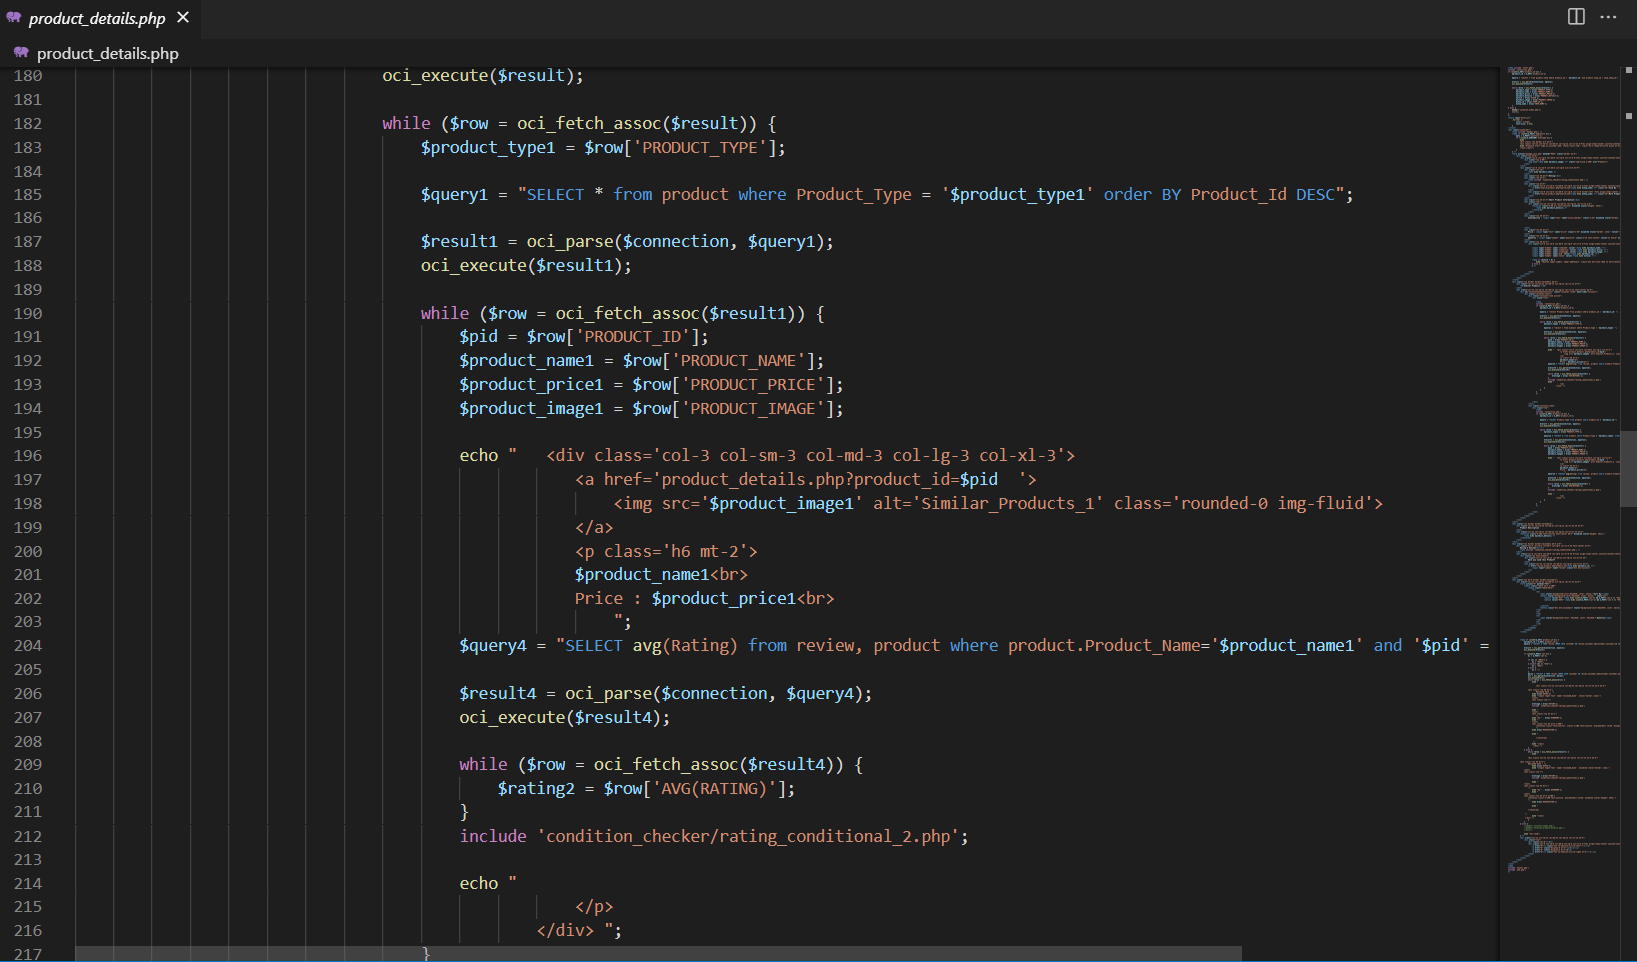 product_details.php
product_details.php
180 oci_execute($result);
181
182 while ($row = oci_fetch_assoc($result)) {
183 $product_type1 = $row['PRODUCT_TYPE'];
184
185 $query1 = "SELECT * from product where Product_Type = '$product_type1' order BY Product_Id DESC";
186
187 $result1 = oci_parse($connection, $query1);
188 oci_execute($result1);
189
190 while ($row = oci_fetch_assoc($result1)) {
191 $pid = $row['PRODUCT_ID'];
192 $product_name1 = $row['PRODUCT_NAME'];
193 $product_price1 = $row['PRODUCT_PRICE'];
194 $product_image1 = $row['PRODUCT_IMAGE'];
195
196 echo "   <div class='col-3 col-sm-3 col-md-3 col-lg-3 col-xl-3'>
197 <a href='product_details.php?product_id=$pid  '>
198 <img src='$product_image1' alt='Similar_Products_1' class='rounded-0 img-fluid'>
199 </a>
200 <p class='h6 mt-2'>
201 $product_name1<br>
202 Price : $product_price1<br>
203 ";
204 $query4 = "SELECT avg(Rating) from review, product where product.Product_Name='$product_name1' and '$pid' =
205
206 $result4 = oci_parse($connection, $query4);
207 oci_execute($result4);
208
209 while ($row = oci_fetch_assoc($result4)) {
210 $rating2 = $row['AVG(RATING)'];
211 }
212 include 'condition_checker/rating_conditional_2.php';
213
214 echo "
215 </p>
216 </div> ";
217 }